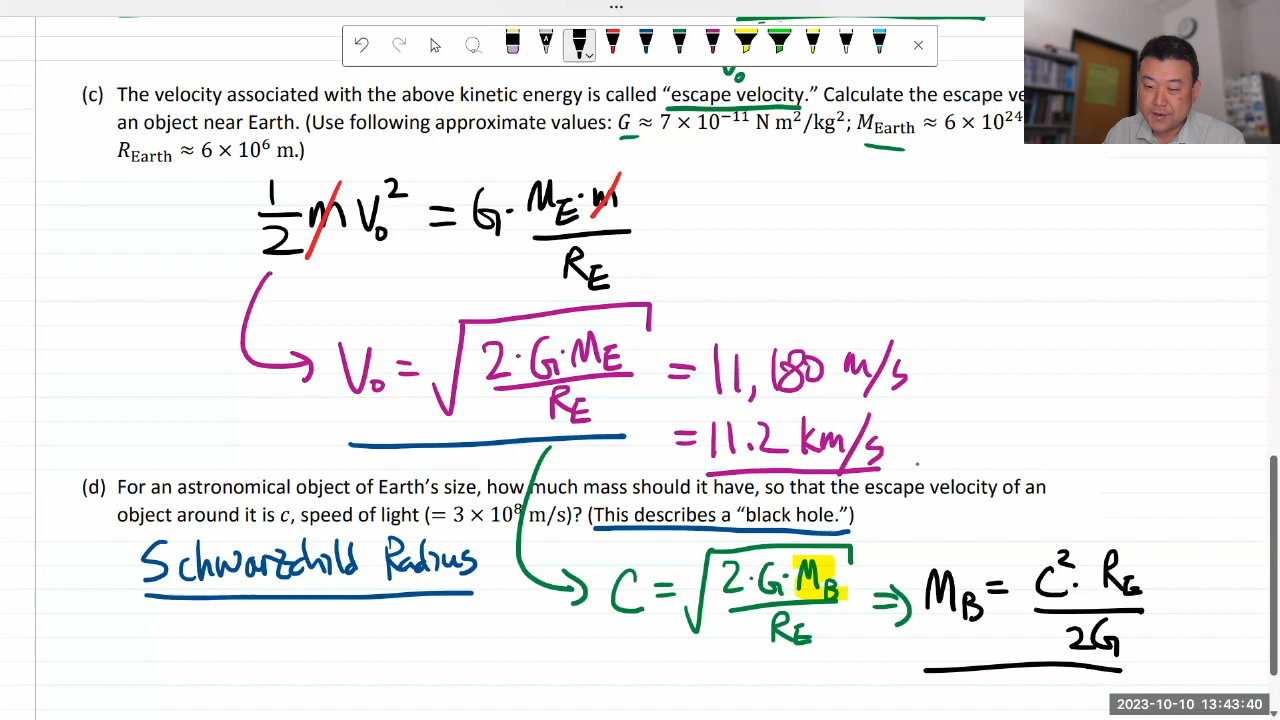 (c) The velocity associated with the above kinetic energy is called “escape velocity.” Calculate the escape ve
an object near Earth. (Use following approximate values: G ≈ 7 × 10⁻¹¹ N m²/kg²; M_Earth ≈ 6 × 10²⁴
R_Earth ≈ 6 × 10⁶ m.)
1/2 m V₀² = G · M_E · m / R_E
V₀ = √(2·G·M_E / R_E) = 11,180 m/s
= 11.2 km/s
(d) For an astronomical object of Earth’s size, how much mass should it have, so that the escape velocity of an
object around it is c, speed of light (= 3 × 10⁸ m/s)? (This describes a “black hole.”)
Schwarzchild Radius
C = √(2·G·M_B / R_E) ⇒ M_B = C² · R_E / 2G
2023-10-10 13:43:40